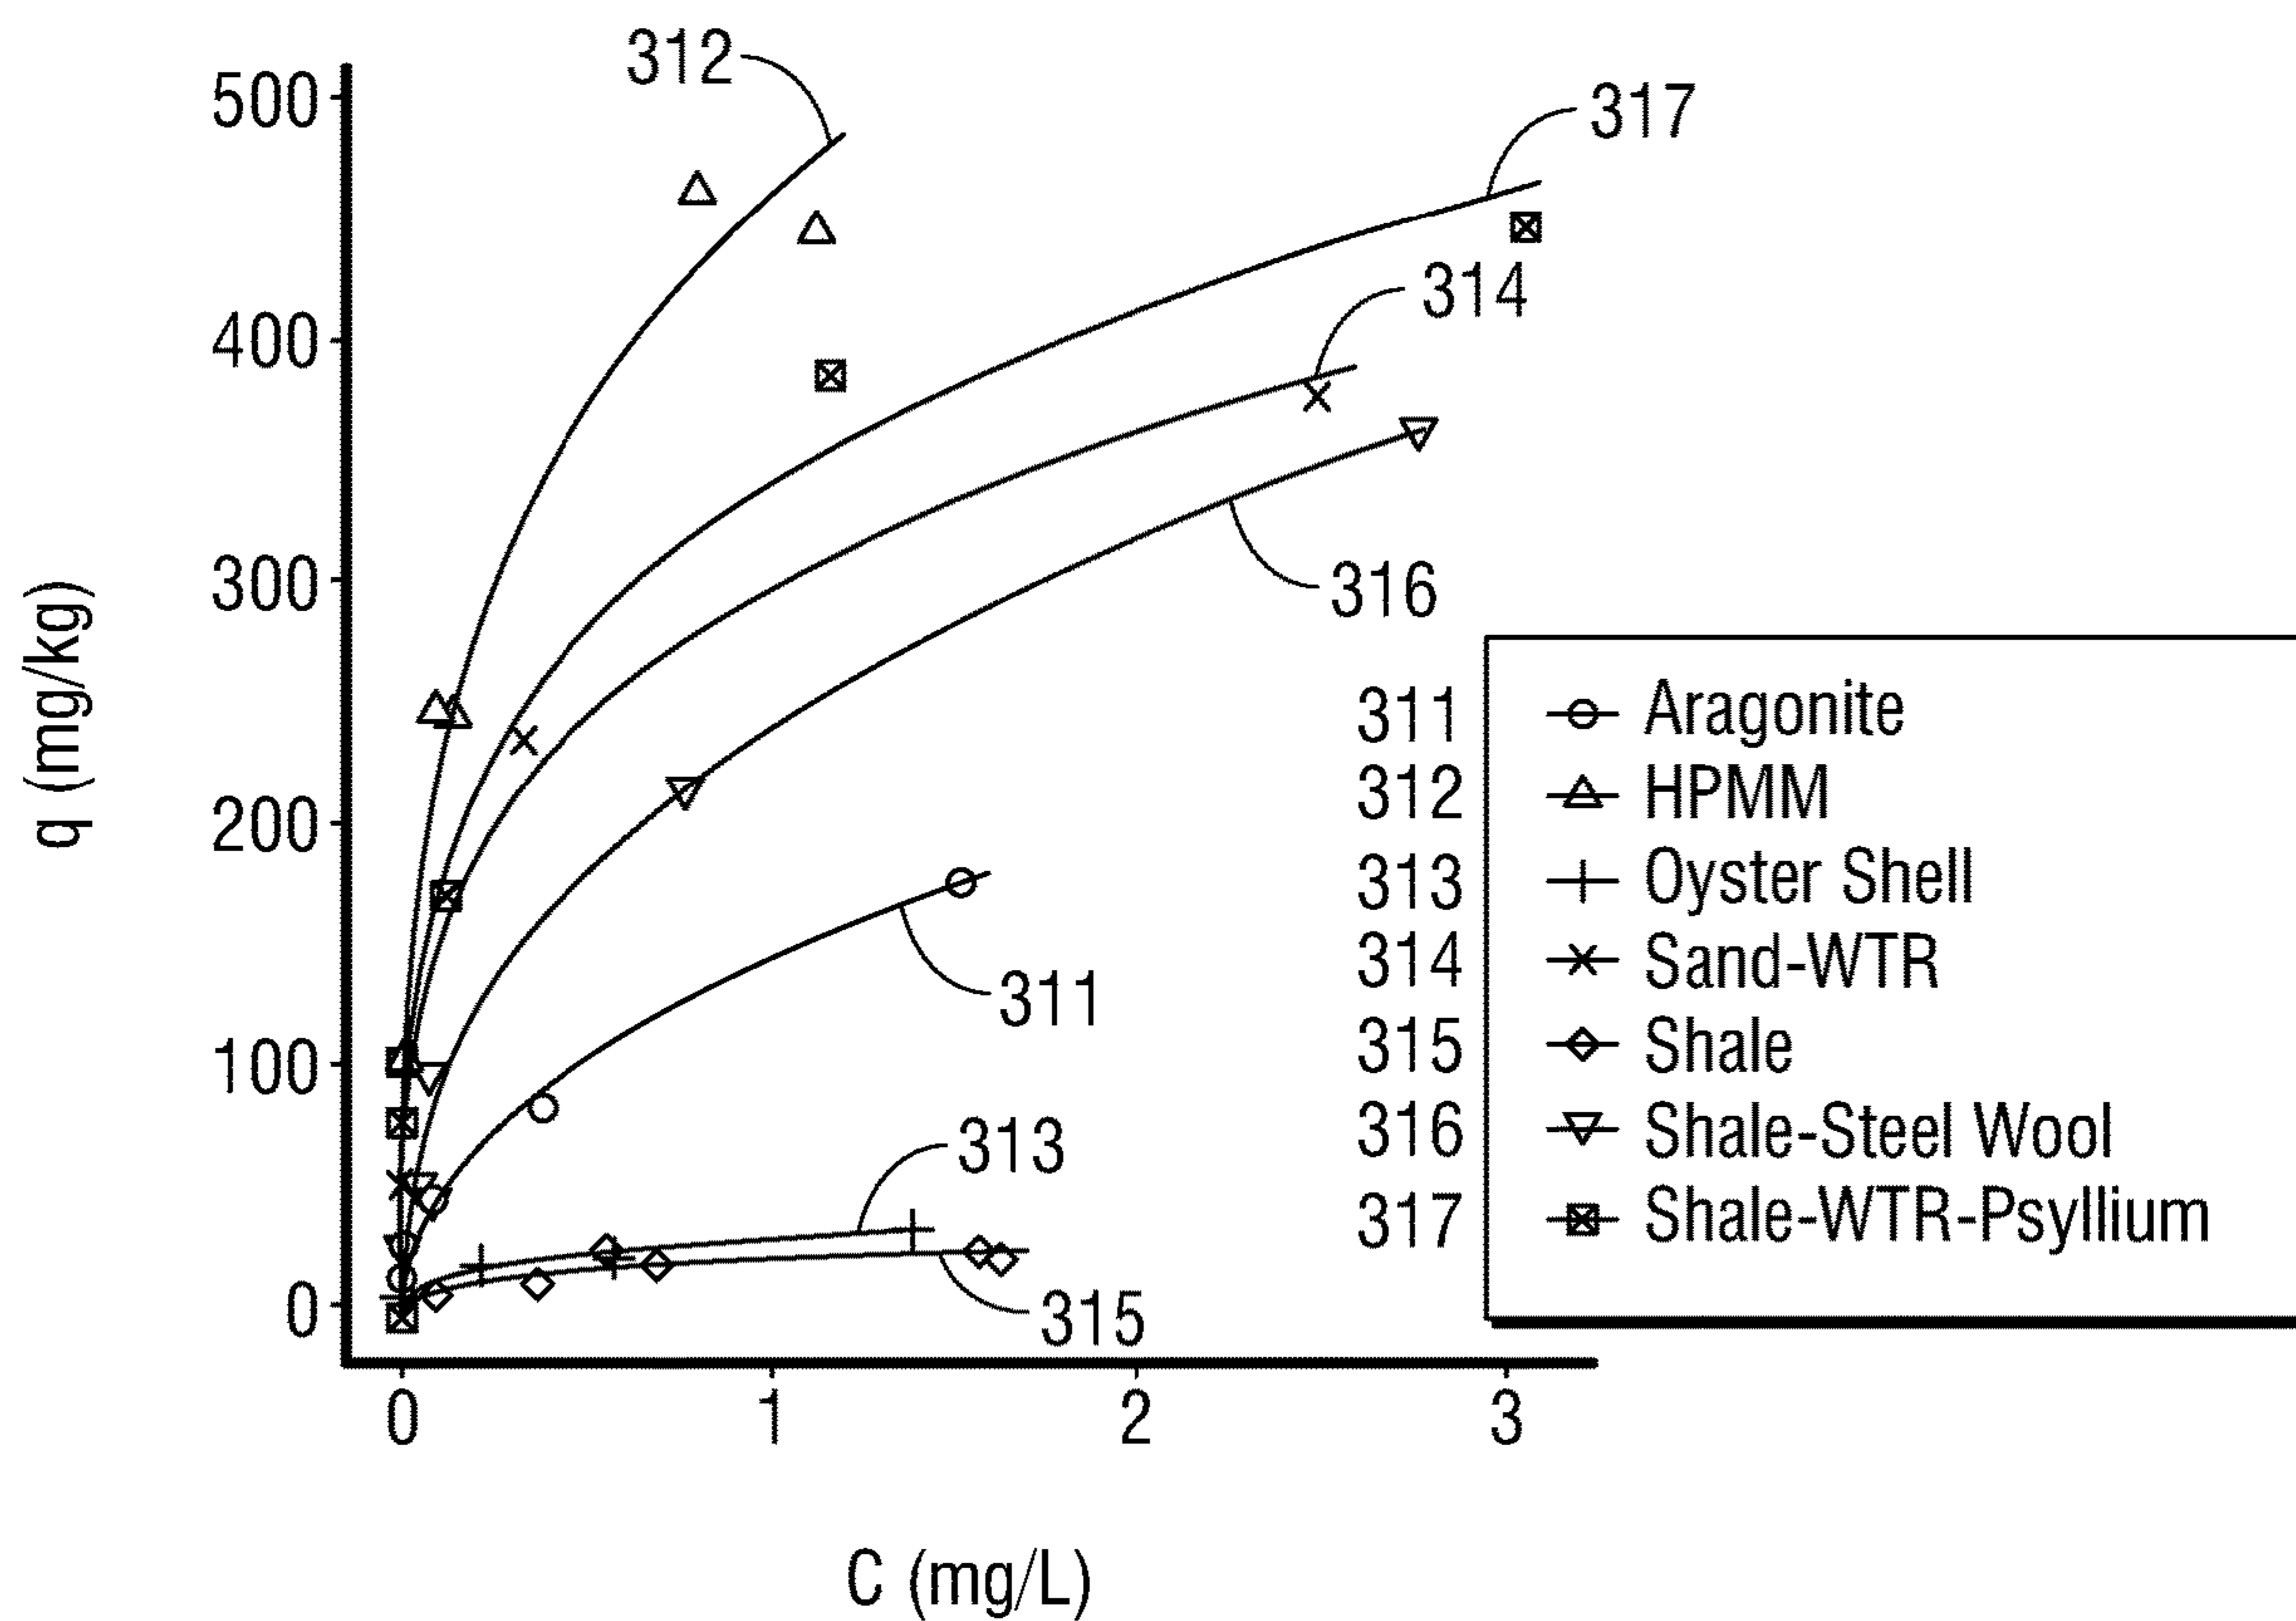 312
500
317
400
314
300
316
q (mg/kg)
200
100
0
311
313
315
311 Aragonite
312 HPMM
313 Oyster Shell
314 Sand-WTR
315 Shale
316 Shale-Steel Wool
317 Shale-WTR-Psyllium
0 1 2 3
C (mg/L)